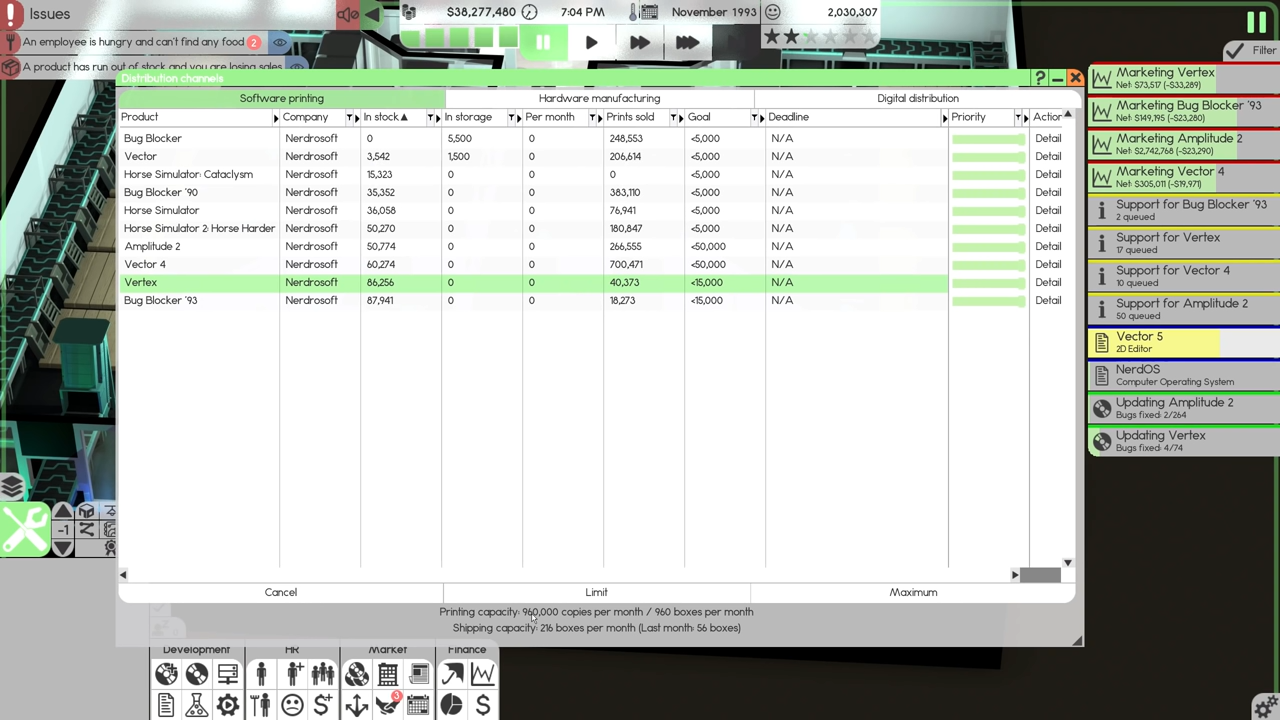 Issues
$38,277,480 7:04 PM November 1993 2,030,307
An employee is hungry and can't find any food 2
A product has run out of stock and you are losing sales
Filter
Distribution channels
?
Software printing Hardware manufacturing Digital distribution
Product Company In stock In storage Per month Prints sold Goal Deadline Priority Action
Bug Blocker Nerdrosoft 0 5,500 0 248,553 <5,000 N/A Detail
Vector Nerdrosoft 3,542 1,500 0 206,614 <5,000 N/A Detail
Horse Simulator: Cataclysm Nerdrosoft 15,323 0 0 0 <5,000 N/A Detail
Bug Blocker '90 Nerdrosoft 35,352 0 0 383,110 <5,000 N/A Detail
Horse Simulator Nerdrosoft 36,058 0 0 76,941 <5,000 N/A Detail
Horse Simulator 2: Horse Harder Nerdrosoft 50,270 0 0 180,847 <5,000 N/A Detail
Amplitude 2 Nerdrosoft 50,774 0 0 266,555 <50,000 N/A Detail
Vector 4 Nerdrosoft 60,274 0 0 700,471 <50,000 N/A Detail
Vertex Nerdrosoft 86,256 0 0 40,373 <15,000 N/A Detail
Bug Blocker '93 Nerdrosoft 87,941 0 0 18,273 <15,000 N/A Detail
Cancel Limit Maximum
Printing capacity: 960,000 copies per month / 960 boxes per month
Shipping capacity: 216 boxes per month (Last month: 56 boxes)
Marketing Vertex
Net: $73,517 (-$33,289)
Marketing Bug Blocker '93
Net: $149,195 (-$23,280)
Marketing Amplitude 2
Net: $2,742,768 (-$23,290)
Marketing Vector 4
Net: $305,011 (-$19,971)
Support for Bug Blocker '93
2 queued
Support for Vertex
17 queued
Support for Vector 4
10 queued
Support for Amplitude 2
50 queued
Vector 5
2D Editor
NerdOS
Computer Operating System
Updating Amplitude 2
Bugs fixed: 2/264
Updating Vertex
Bugs fixed: 4/74
-1
Development HR Market Finance
3